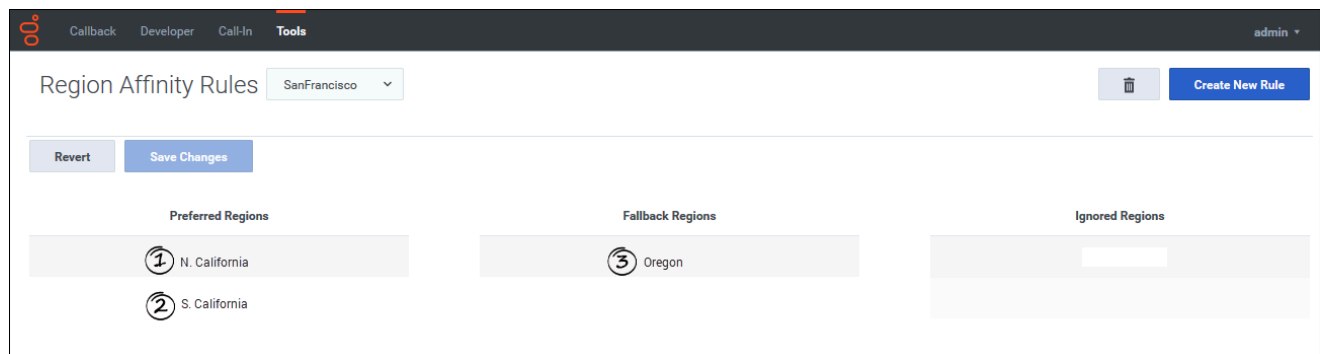 Callback Developer Call-In Tools admin
Region Affinity Rules SanFrancisco Create New Rule
Revert Save Changes
Preferred Regions Fallback Regions Ignored Regions
1 N. California 3 Oregon
2 S. California